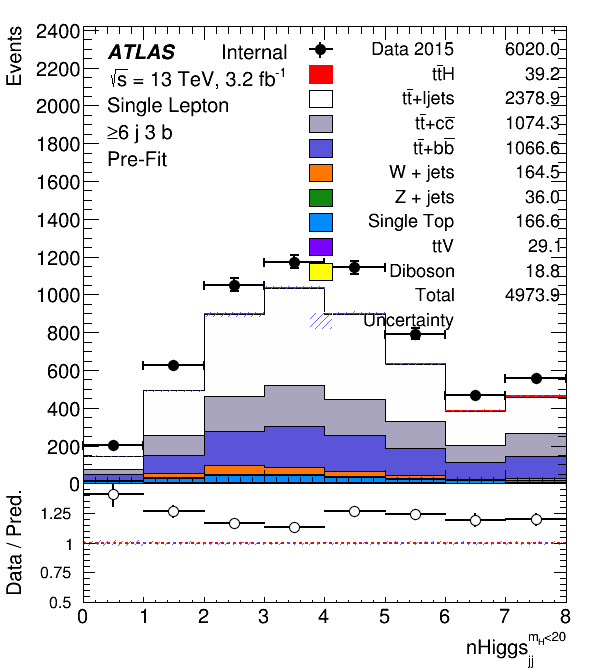 Events
2400
2200
2000
1800
1600
1400
1200
1000
800
600
400
200
0
ATLAS Internal
√s = 13 TeV, 3.2 fb⁻¹
Single Lepton
≥6 j 3 b
Pre-Fit
Data 2015 6020.0
tt̄H 39.2
tt̄+ljets 2378.9
tt̄+cc̄ 1074.3
tt̄+bb̄ 1066.6
W + jets 164.5
Z + jets 36.0
Single Top 166.6
ttV 29.1
Diboson 18.8
Total 4973.9
Uncertainty
Data / Pred.
1.25
1
0.75
0.5
0 1 2 3 4 5 6 7 8
nHiggs_jj^m_H<20